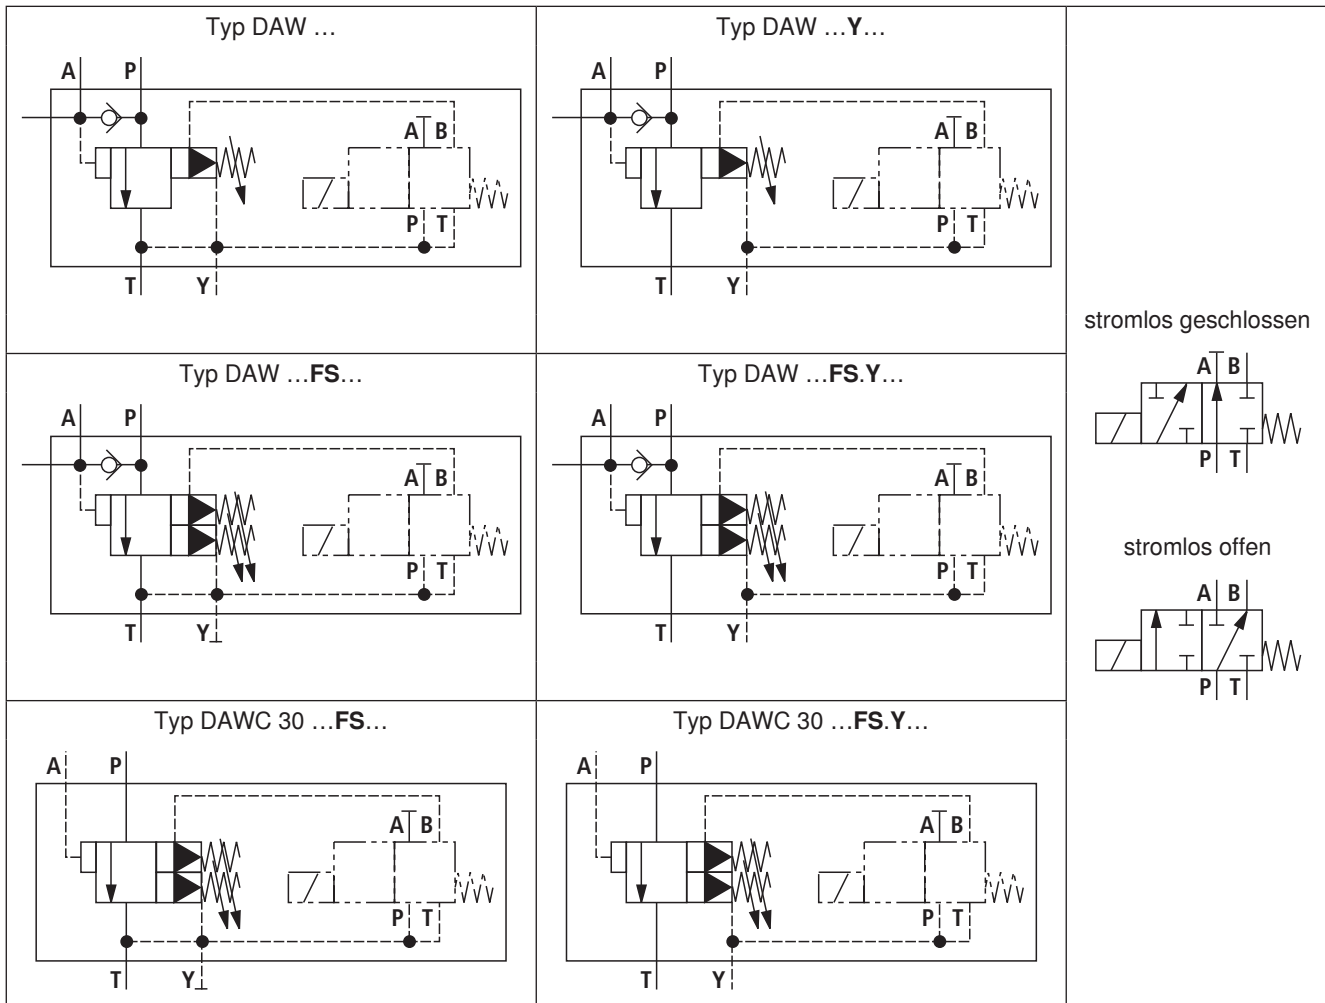 Typ DAW ...
A P
A B
P T
T Y
Typ DAW ...Y...
A P
A B
P T
T Y
stromlos geschlossen
A B
P T
stromlos offen
A B
P T
Typ DAW ...FS...
A P
A B
P T
T Y
Typ DAW ...FS.Y...
A P
A B
P T
T Y
Typ DAWC 30 ...FS...
A P
A B
P T
T Y
Typ DAWC 30 ...FS.Y...
A P
A B
P T
T Y